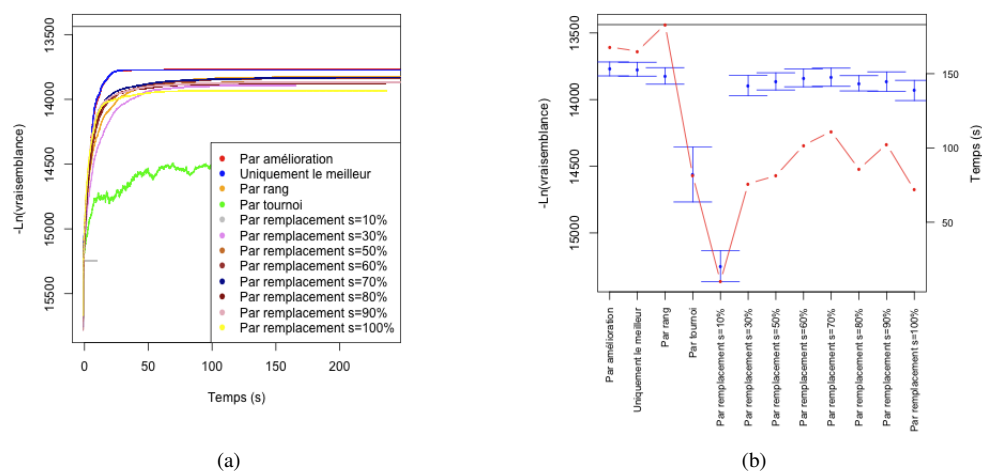 13500
14000
14500
15000
15500
-Ln(vraisemblance)
Par amélioration
Uniquement le meilleur
Par rang
Par tournoi
Par remplacement s=10%
Par remplacement s=30%
Par remplacement s=50%
Par remplacement s=60%
Par remplacement s=70%
Par remplacement s=80%
Par remplacement s=90%
Par remplacement s=100%
0
50
100
150
200
Temps (s)
(a)
13500
14000
14500
15000
-Ln(vraisemblance)
150
100
50
Temps (s)
Par amélioration
Uniquement le meilleur
Par rang
Par tournoi
Par remplacement s=10%
Par remplacement s=30%
Par remplacement s=50%
Par remplacement s=60%
Par remplacement s=70%
Par remplacement s=80%
Par remplacement s=90%
Par remplacement s=100%
(b)